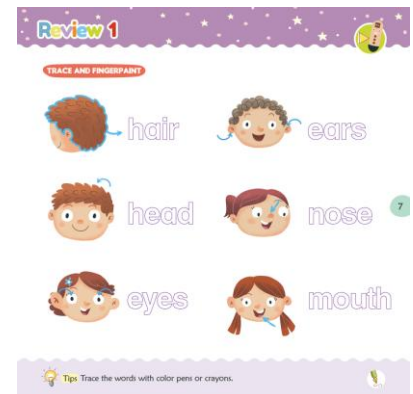 Review 1
TRACE AND FINGERPAINT
hair
ears
head
nose
7
eyes
mouth
Tips Trace the words with color pens or crayons.